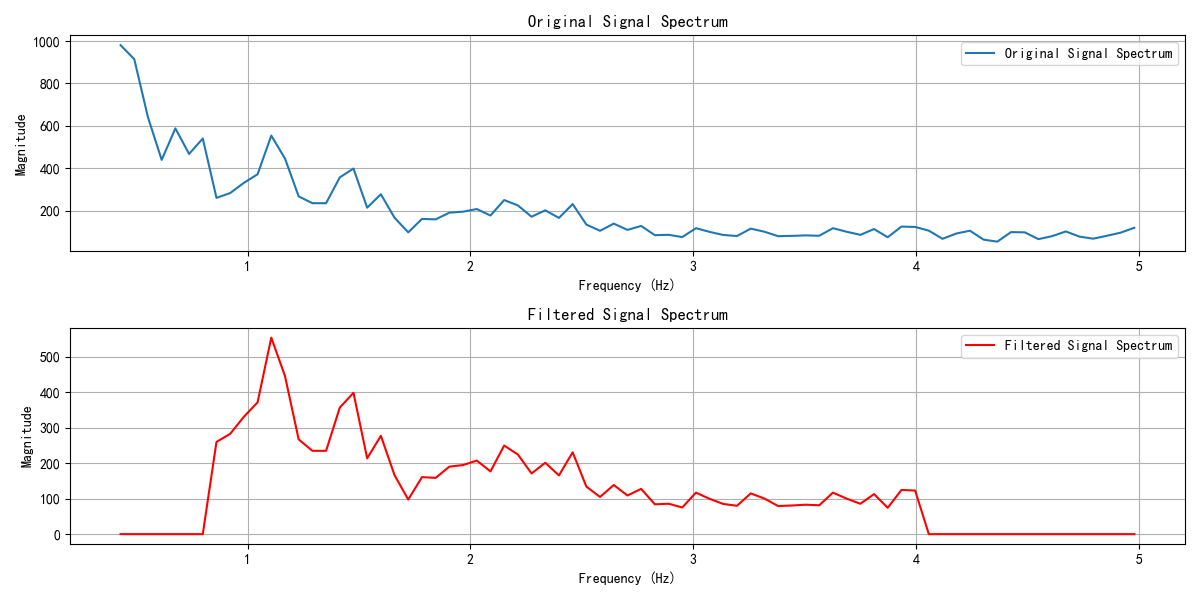 Original Signal Spectrum
1000
800
600
400
200
Magnitude
Original Signal Spectrum
1
2
3
4
5
Frequency (Hz)
Filtered Signal Spectrum
500
400
300
200
100
0
Magnitude
Filtered Signal Spectrum
1
2
3
4
5
Frequency (Hz)